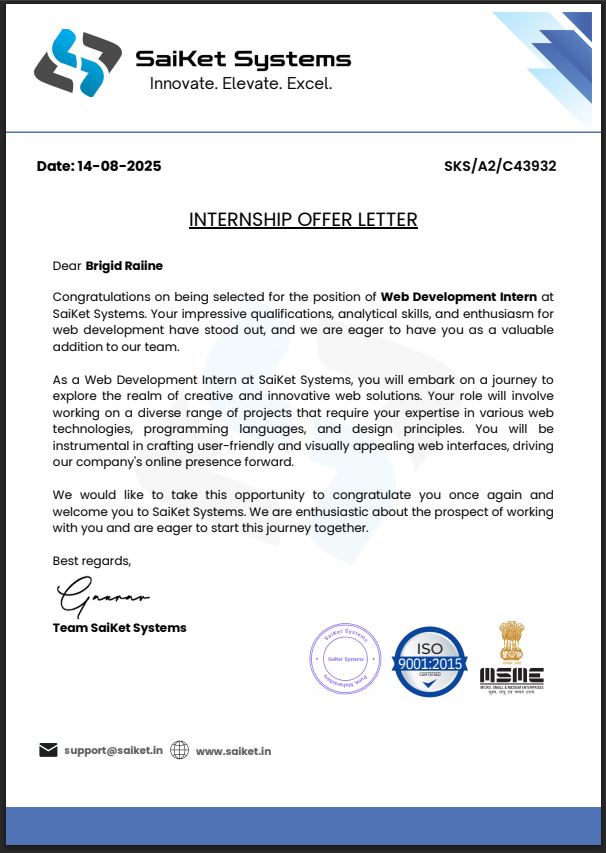 SaiKet Systems
Innovate. Elevate. Excel.
Date: 14-08-2025
SKS/A2/C43932
INTERNSHIP OFFER LETTER
Dear Brigid Raiine
Congratulations on being selected for the position of Web Development Intern at
SaiKet Systems. Your impressive qualifications, analytical skills, and enthusiasm for
web development have stood out, and we are eager to have you as a valuable
addition to our team.
As a Web Development Intern at SaiKet Systems, you will embark on a journey to
explore the realm of creative and innovative web solutions. Your role will involve
working on a diverse range of projects that require your expertise in various web
technologies, programming languages, and design principles. You will be
instrumental in crafting user-friendly and visually appealing web interfaces, driving
our company's online presence forward.
We would like to take this opportunity to congratulate you once again and
welcome you to SaiKet Systems. We are enthusiastic about the prospect of working
with you and are eager to start this journey together.
Best regards,
Gaurav
Team SaiKet Systems
SaiKet Systems
SaiKet Systems
Pune, Maharashtra
ISO
9001:2015
CERTIFIED
MSME
MICRO, SMALL & MEDIUM ENTERPRISES
सूक्ष्म, लघु एवं मध्यम उद्यम
support@saiket.in
www.saiket.in